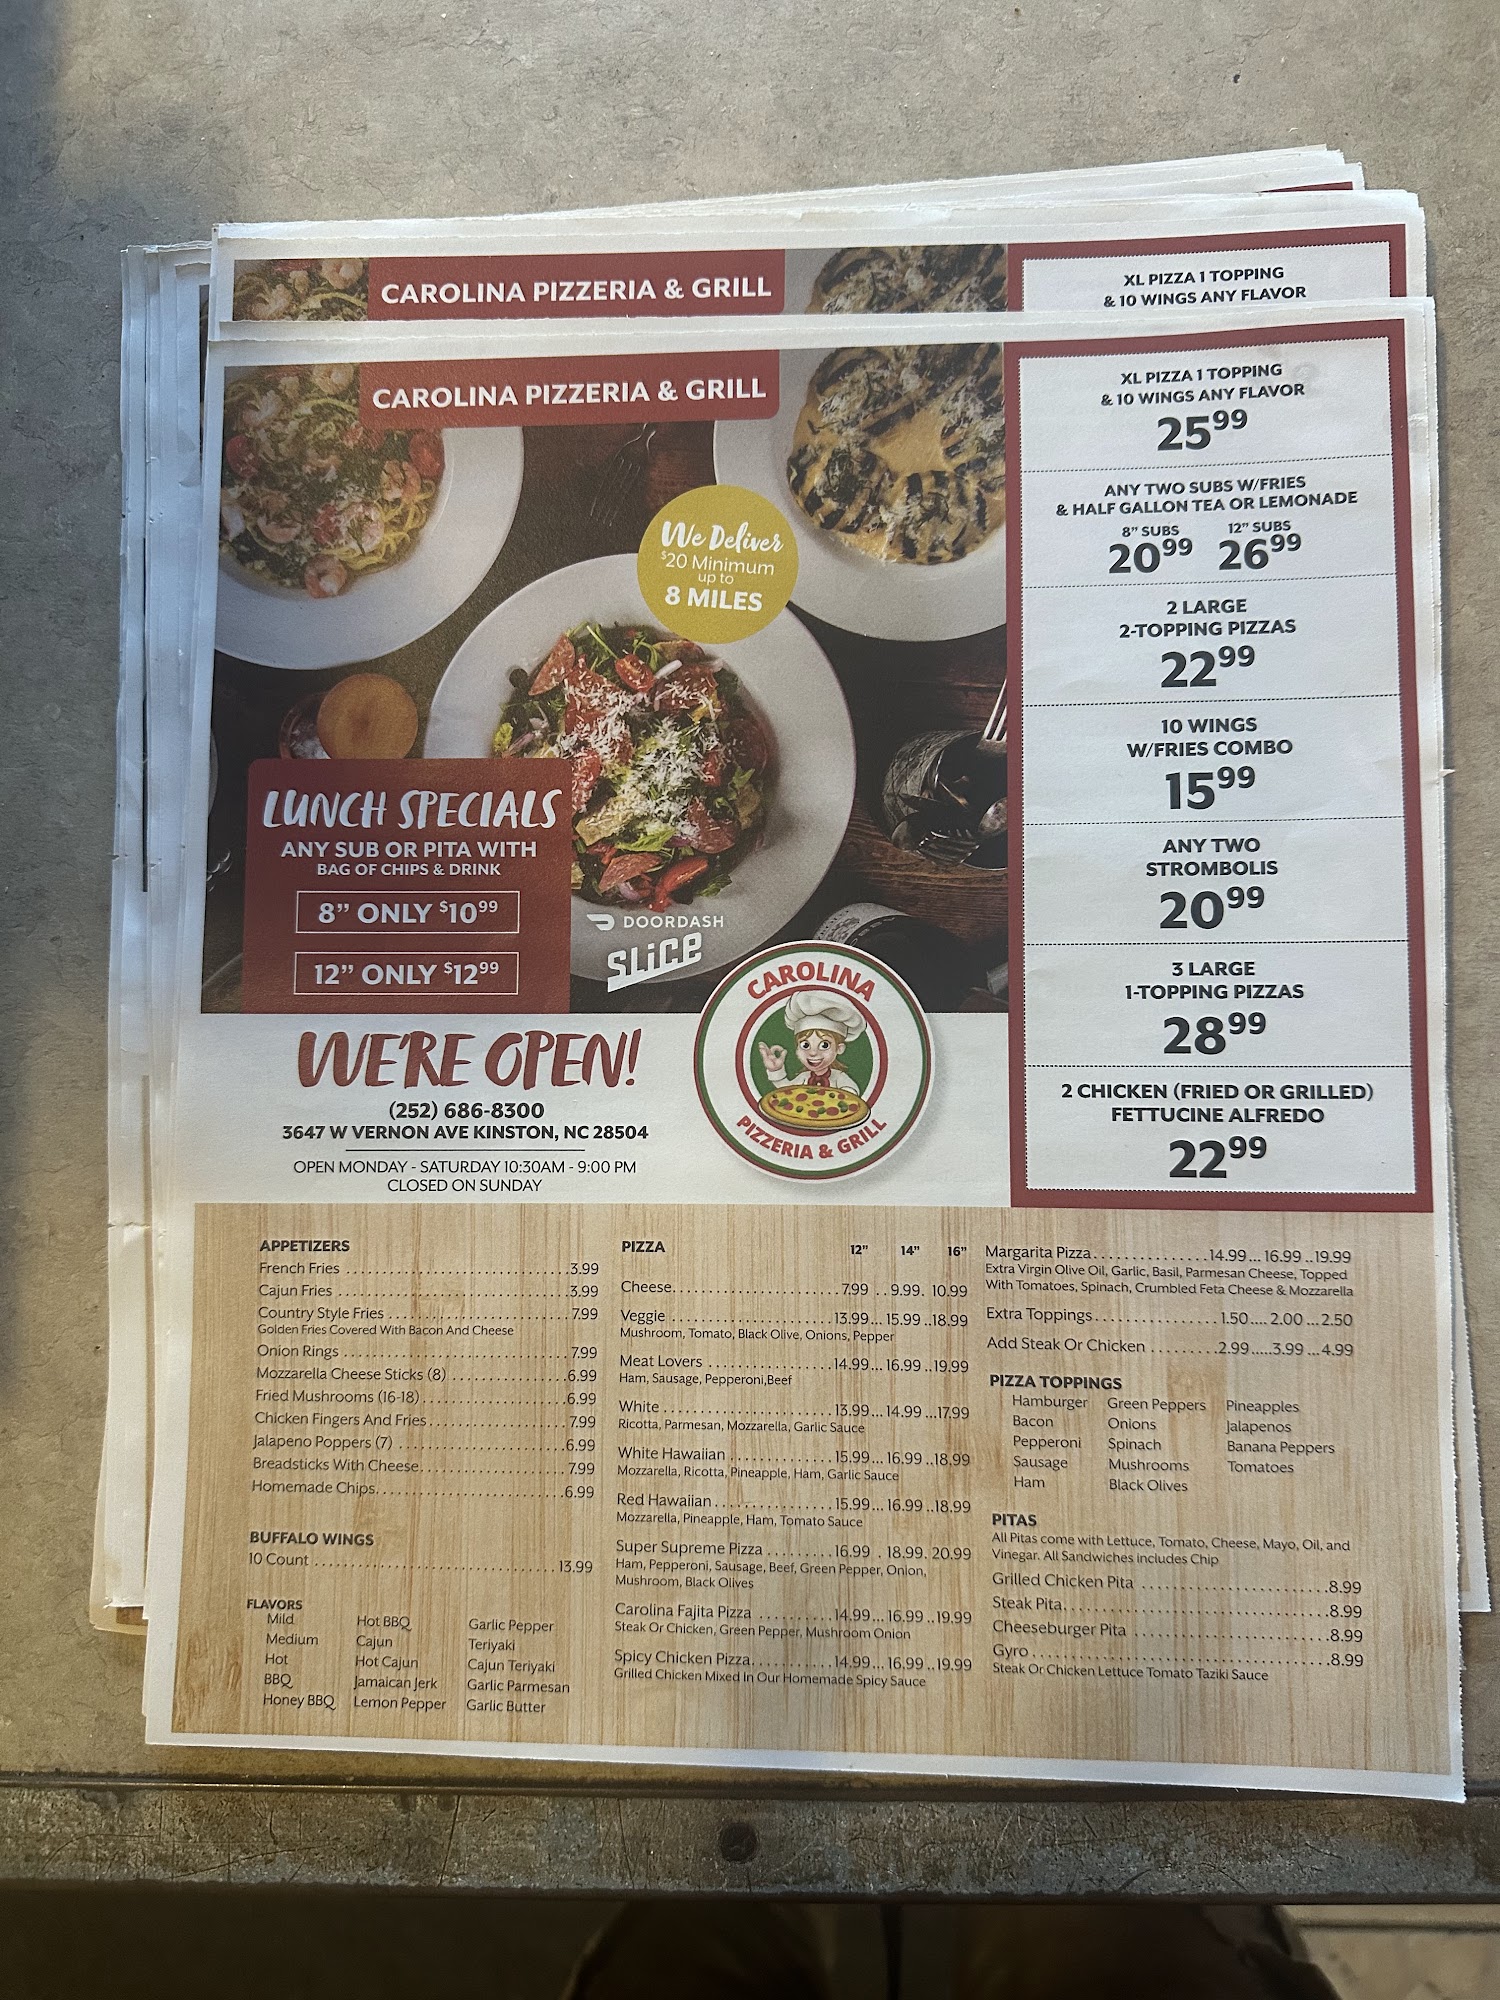 CAROLINA PIZZERIA & GRILL
XL PIZZA 1 TOPPING
& 10 WINGS ANY FLAVOR
CAROLINA PIZZERIA & GRILL
We Deliver
$20 Minimum
up to
8 MILES
LUNCH SPECIALS
ANY SUB OR PITA WITH
BAG OF CHIPS & DRINK
8" ONLY $10.99
12" ONLY $12.99
DOORDASH
SLiCE
XL PIZZA 1 TOPPING
& 10 WINGS ANY FLAVOR
25.99
ANY TWO SUBS W/FRIES
& HALF GALLON TEA OR LEMONADE
8" SUBS 12" SUBS
20.99 26.99
2 LARGE
2-TOPPING PIZZAS
22.99
10 WINGS
W/FRIES COMBO
15.99
ANY TWO
STROMBOLIS
20.99
3 LARGE
1-TOPPING PIZZAS
28.99
2 CHICKEN (FRIED OR GRILLED)
FETTUCINE ALFREDO
22.99
WE'RE OPEN!
(252) 686-8300
3647 W VERNON AVE KINSTON, NC 28504
OPEN MONDAY - SATURDAY 10:30AM - 9:00 PM
CLOSED ON SUNDAY
CAROLINA
PIZZERIA & GRILL
APPETIZERS
French Fries 3.99
Cajun Fries 3.99
Country Style Fries 7.99
Golden Fries Covered With Bacon And Cheese
Onion Rings 7.99
Mozzarella Cheese Sticks (8) 6.99
Fried Mushrooms (16-18) 6.99
Chicken Fingers And Fries 7.99
Jalapeno Poppers (7) 6.99
Breadsticks With Cheese 7.99
Homemade Chips 6.99
BUFFALO WINGS
10 Count 13.99
FLAVORS
Mild Hot BBQ Garlic Pepper
Medium Cajun Teriyaki
Hot Hot Cajun Cajun Teriyaki
BBQ Jamaican Jerk Garlic Parmesan
Honey BBQ Lemon Pepper Garlic Butter
PIZZA 12" 14" 16"
Cheese 7.99 9.99 10.99
Veggie 13.99 15.99 18.99
Mushroom, Tomato, Black Olive, Onions, Pepper
Meat Lovers 14.99 16.99 19.99
Ham, Sausage, Pepperoni,Beef
White 13.99 14.99 17.99
Ricotta, Parmesan, Mozzarella, Garlic Sauce
White Hawaiian 15.99 16.99 18.99
Mozzarella, Ricotta, Pineapple, Ham, Garlic Sauce
Red Hawaiian 15.99 16.99 18.99
Mozzarella, Pineapple, Ham, Tomato Sauce
Super Supreme Pizza 16.99 18.99 20.99
Ham, Pepperoni, Sausage, Beef, Green Pepper, Onion,
Mushroom, Black Olives
Carolina Fajita Pizza 14.99 16.99 19.99
Steak Or Chicken, Green Pepper, Mushroom Onion
Spicy Chicken Pizza 14.99 16.99 19.99
Grilled Chicken Mixed In Our Homemade Spicy Sauce
Margarita Pizza 14.99 16.99 19.99
Extra Virgin Olive Oil, Garlic, Basil, Parmesan Cheese, Topped
With Tomatoes, Spinach, Crumbled Feta Cheese & Mozzarella
Extra Toppings 1.50 2.00 2.50
Add Steak Or Chicken 2.99 3.99 4.99
PIZZA TOPPINGS
Hamburger Green Peppers Pineapples
Bacon Onions Jalapenos
Pepperoni Spinach Banana Peppers
Sausage Mushrooms Tomatoes
Ham Black Olives
PITAS
All Pitas come with Lettuce, Tomato, Cheese, Mayo, Oil, and
Vinegar. All Sandwiches Includes Chip
Grilled Chicken Pita 8.99
Steak Pita 8.99
Cheeseburger Pita 8.99
Gyro 8.99
Steak Or Chicken Lettuce Tomato Taziki Sauce